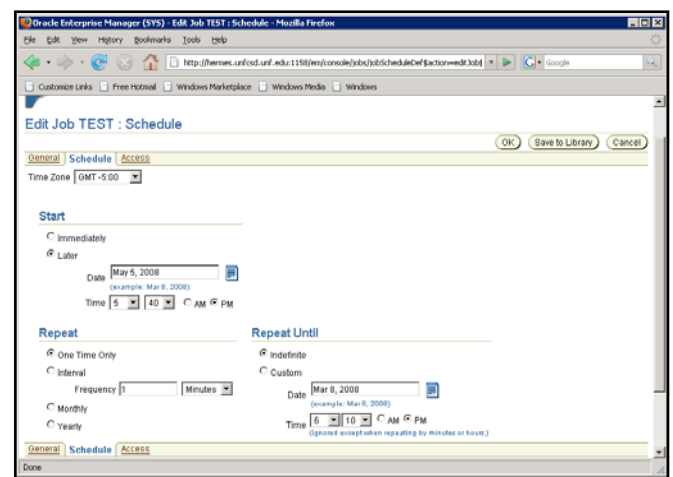 Oracle Enterprise Manager (SYS) - Edit Job TEST : Schedule - Mozilla Firefox
File Edit View History Bookmarks Tools Help
http://hermes.unfcsd.unf.edu:1158/em/console/jobs/jobScheduleDef$action=editJob Google
Customize Links Free Hotmail Windows Marketplace Windows Media Windows
Edit Job TEST : Schedule
OK Save to Library Cancel
General Schedule Access
Time Zone GMT -5:00
Start
Immediately
Later
Date May 5, 2008
(example: Mar 8, 2008)
Time 5 40 AM PM
Repeat
One Time Only
Interval
Frequency 1 Minutes
Monthly
Yearly
Repeat Until
Indefinite
Custom
Date Mar 8, 2008
(example: Mar 8, 2008)
Time 6 10 AM PM
(Ignored except when repeating by minutes or hours.)
General Schedule Access
Done